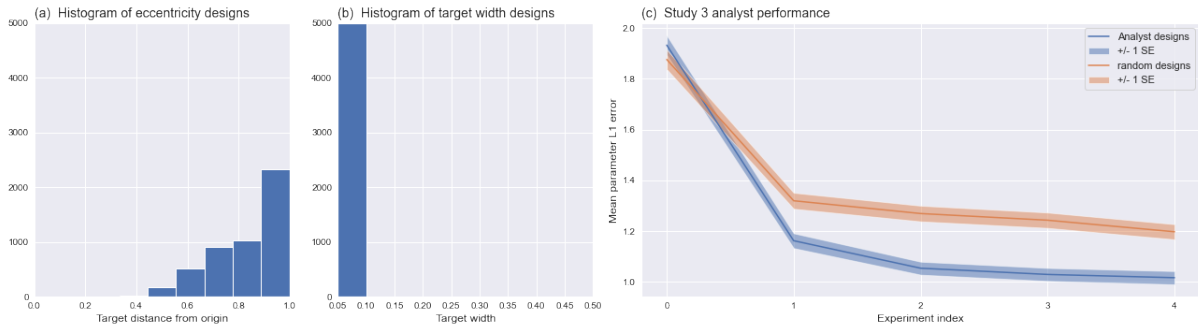 (a) Histogram of eccentricity designs
5000
4000
3000
2000
1000
0
0.0 0.2 0.4 0.6 0.8 1.0
Target distance from origin
(b) Histogram of target width designs
5000
4000
3000
2000
1000
0
0.05 0.10 0.15 0.20 0.25 0.30 0.35 0.40 0.45 0.50
Target width
(c) Study 3 analyst performance
Mean parameter L1 error
2.0
1.8
1.6
1.4
1.2
1.0
Analyst designs
+/- 1 SE
random designs
+/- 1 SE
0 1 2 3 4
Experiment index